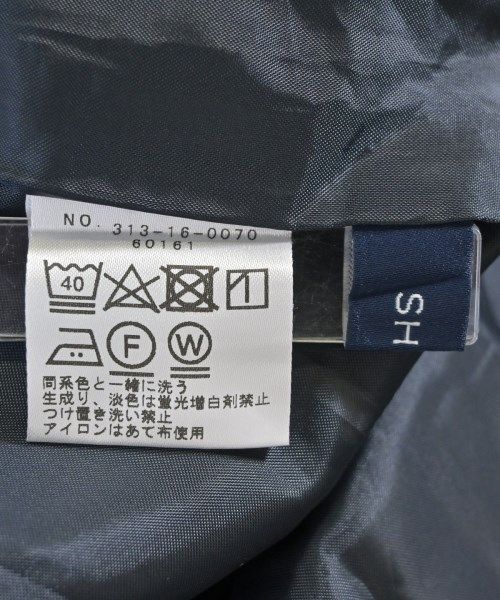 NO. 313-16-0070
60161
40
F
W
同系色と一緒に洗う
生成り、淡色は蛍光増白剤禁止
つけ置き洗い禁止
アイロンはあて布使用
HS